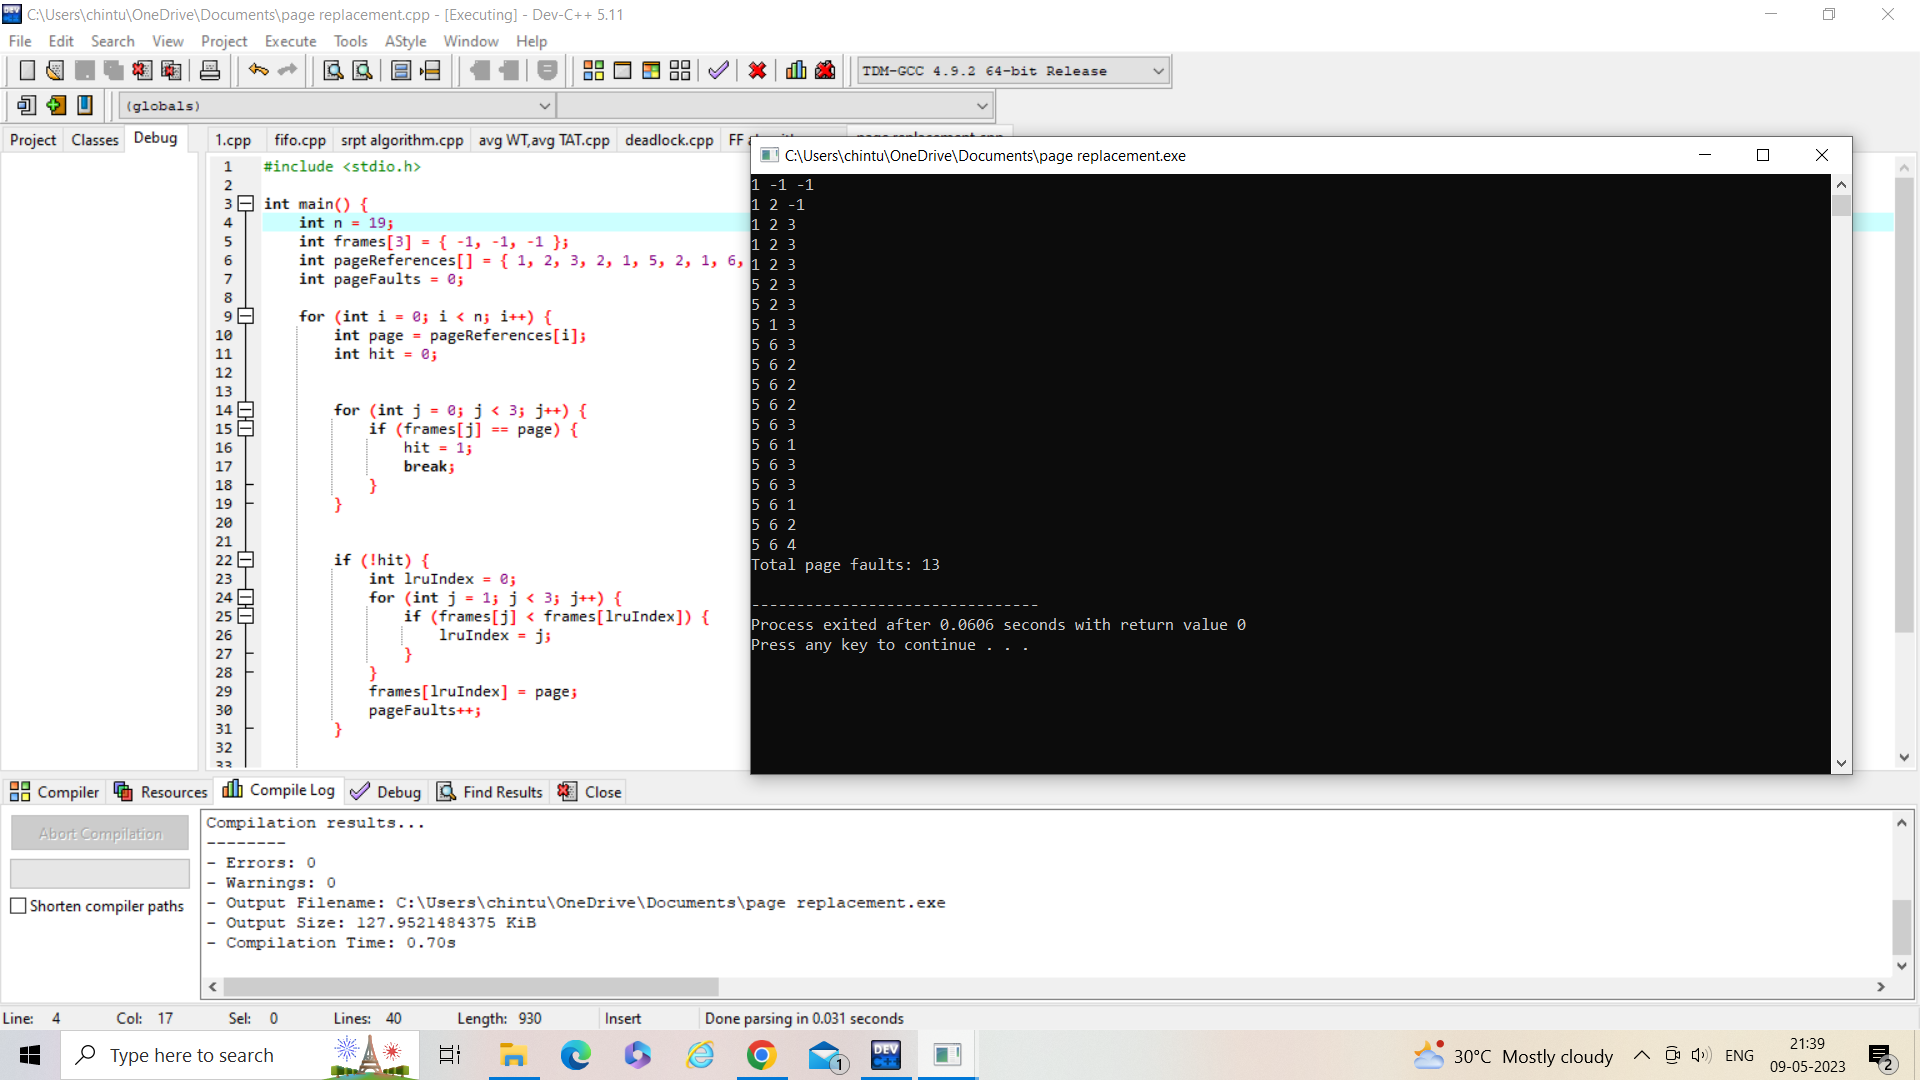 C:\Users\chintu\OneDrive\Documents\page replacement.cpp - [Executing] - Dev-C++ 5.11
File Edit Search View Project Execute Tools AStyle Window Help
TDM-GCC 4.9.2 64-bit Release
(globals)
Project Classes Debug
1.cpp fifo.cpp srpt algorithm.cpp avg WT,avg TAT.cpp deadlock.cpp FF
1 #include <stdio.h>
2
3 int main() {
4 int n = 19;
5 int frames[3] = { -1, -1, -1 };
6 int pageReferences[] = { 1, 2, 3, 2, 1, 5, 2, 1, 6,
7 int pageFaults = 0;
8
9 for (int i = 0; i < n; i++) {
10 int page = pageReferences[i];
11 int hit = 0;
12
13
14 for (int j = 0; j < 3; j++) {
15 if (frames[j] == page) {
16 hit = 1;
17 break;
18 }
19 }
20
21
22 if (!hit) {
23 int lruIndex = 0;
24 for (int j = 1; j < 3; j++) {
25 if (frames[j] < frames[lruIndex]) {
26 lruIndex = j;
27 }
28 }
29 frames[lruIndex] = page;
30 pageFaults++;
31 }
32
33
C:\Users\chintu\OneDrive\Documents\page replacement.exe
1 -1 -1
1 2 -1
1 2 3
1 2 3
1 2 3
5 2 3
5 2 3
5 1 3
5 6 3
5 6 2
5 6 2
5 6 2
5 6 3
5 6 1
5 6 3
5 6 3
5 6 1
5 6 2
5 6 4
Total page faults: 13
--------------------------------
Process exited after 0.0606 seconds with return value 0
Press any key to continue . . .
Compiler Resources Compile Log Debug Find Results Close
Abort Compilation
Shorten compiler paths
Compilation results...
--------
- Errors: 0
- Warnings: 0
- Output Filename: C:\Users\chintu\OneDrive\Documents\page replacement.exe
- Output Size: 127.9521484375 KiB
- Compilation Time: 0.70s
Line: 4 Col: 17 Sel: 0 Lines: 40 Length: 930 Insert Done parsing in 0.031 seconds
Type here to search
1
DEV C++
30°C Mostly cloudy
ENG
21:39
09-05-2023
2